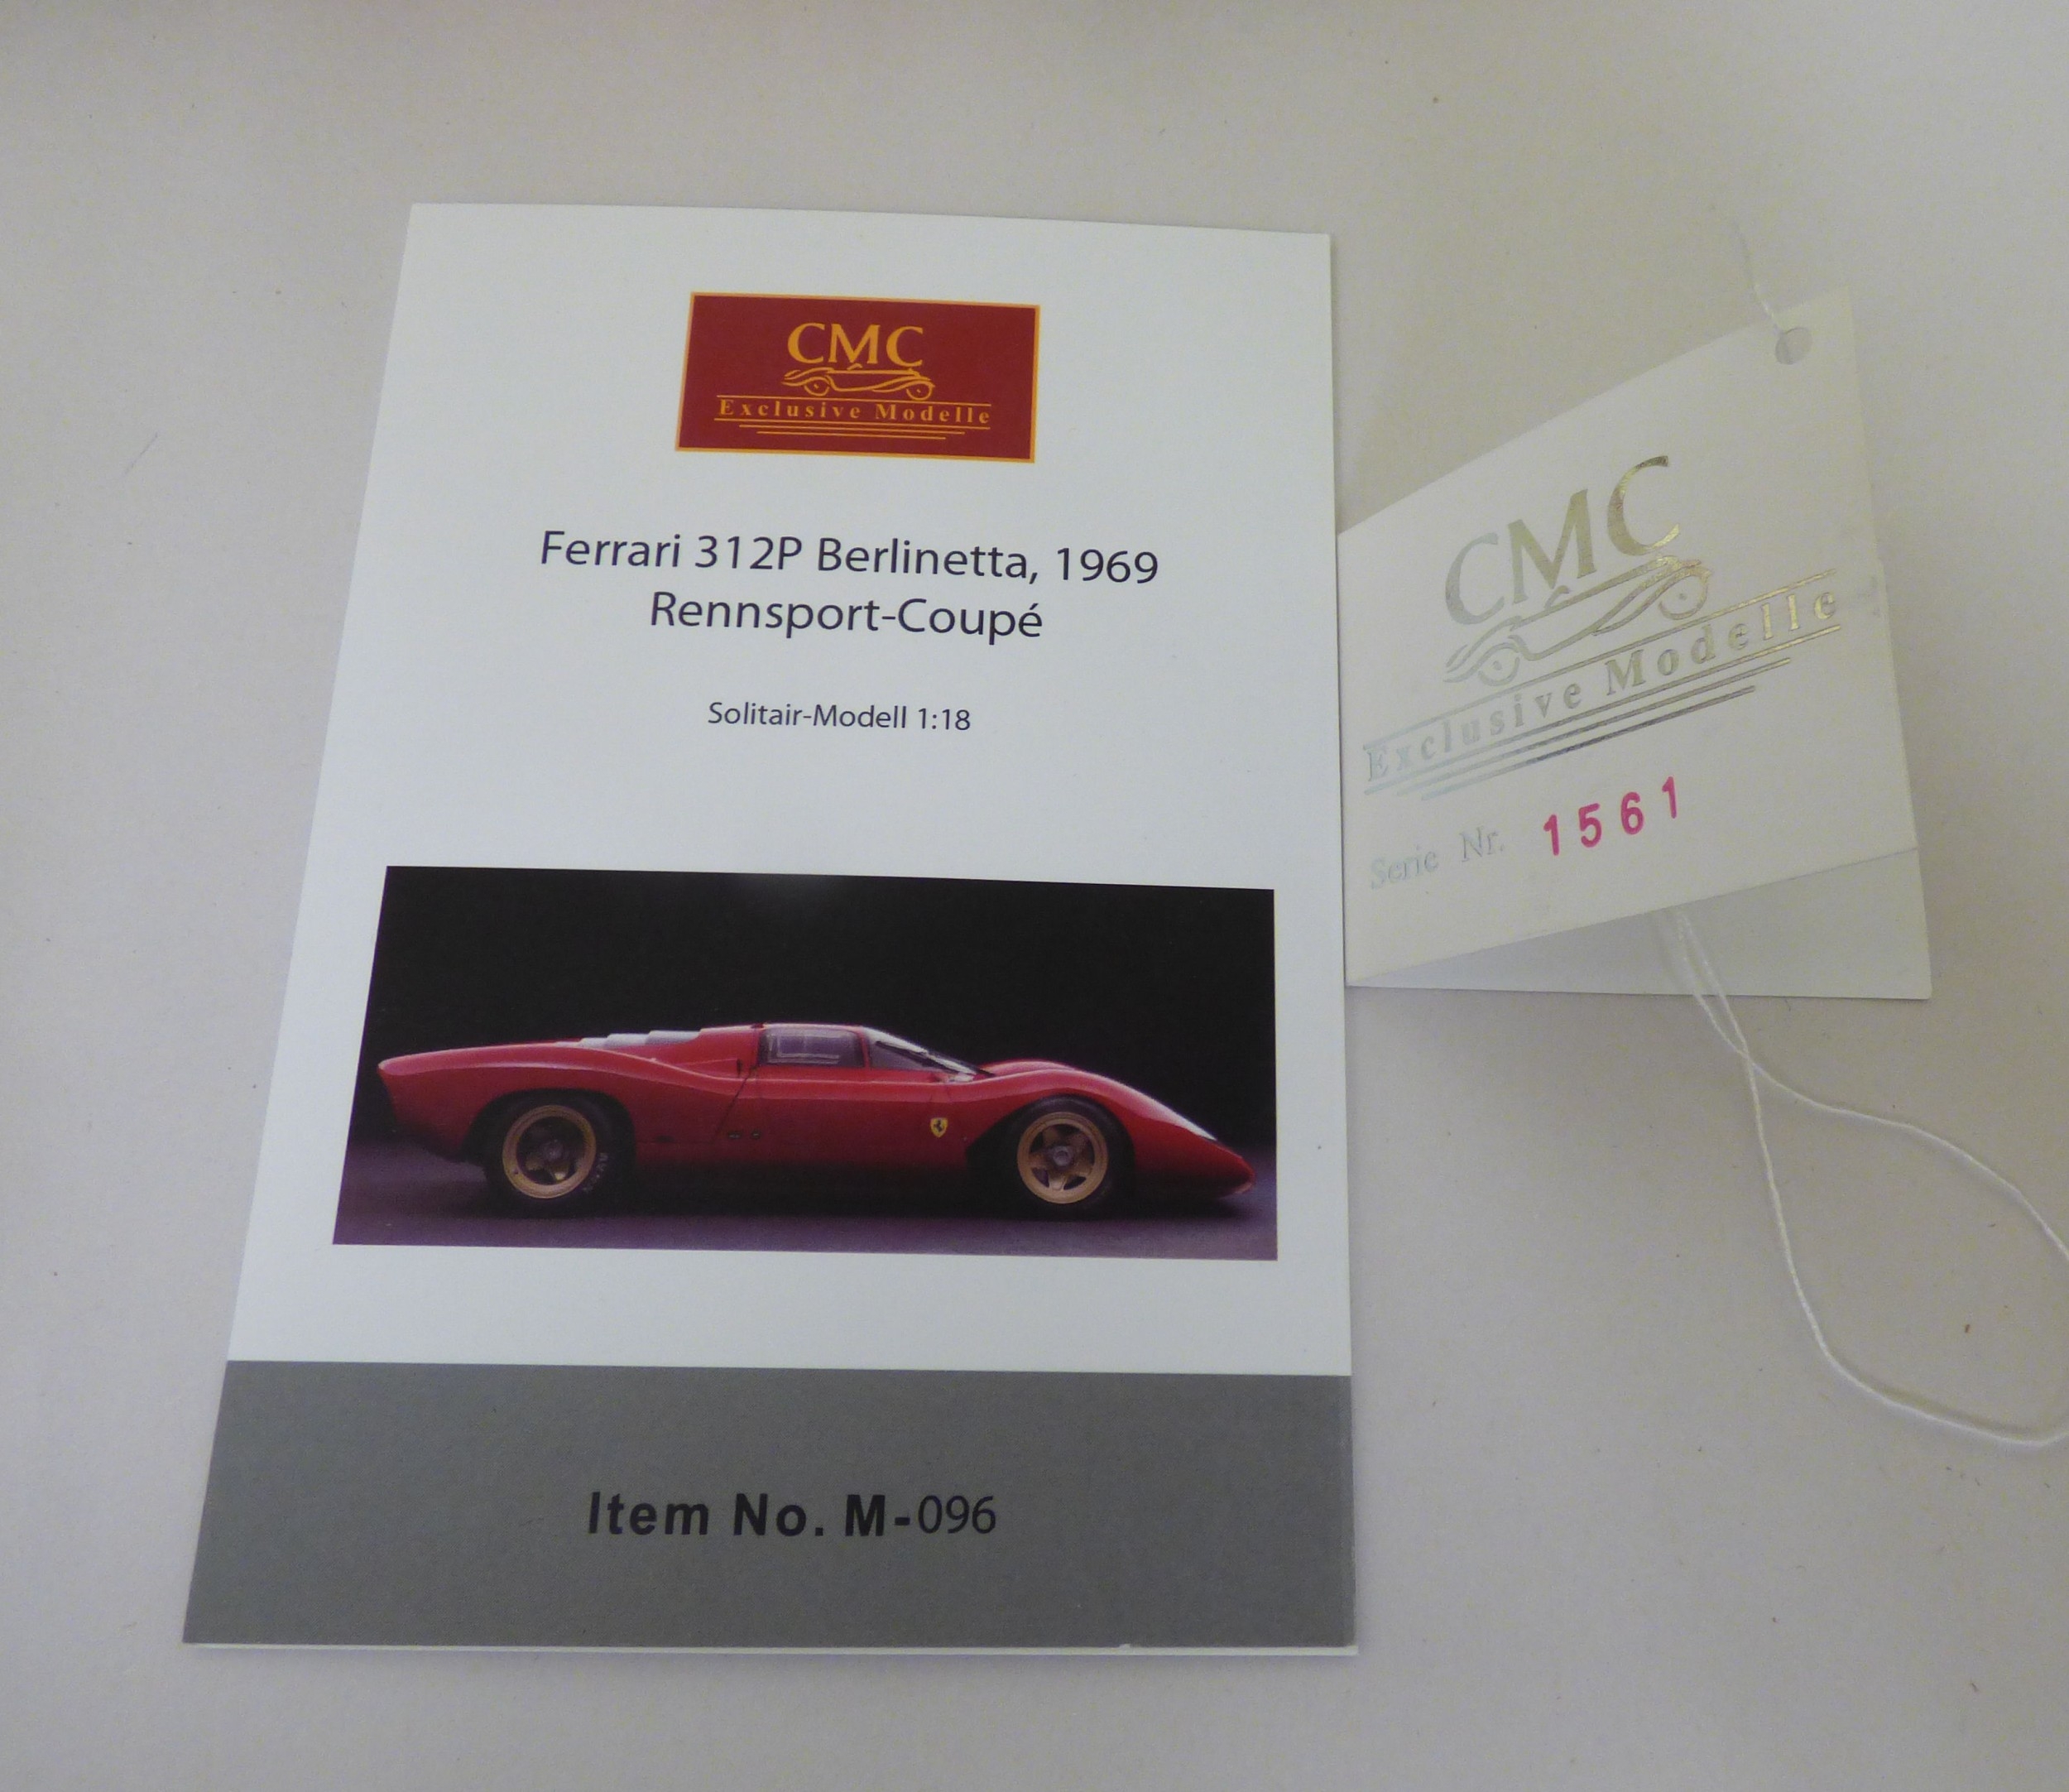 CMC
Exclusive Modelle
Ferrari 312P Berlinetta, 1969
Rennsport-Coupé
Solitair-Modell 1:18
Item No. M-096
CMC
Exclusive Modelle
Serie Nr. 1561